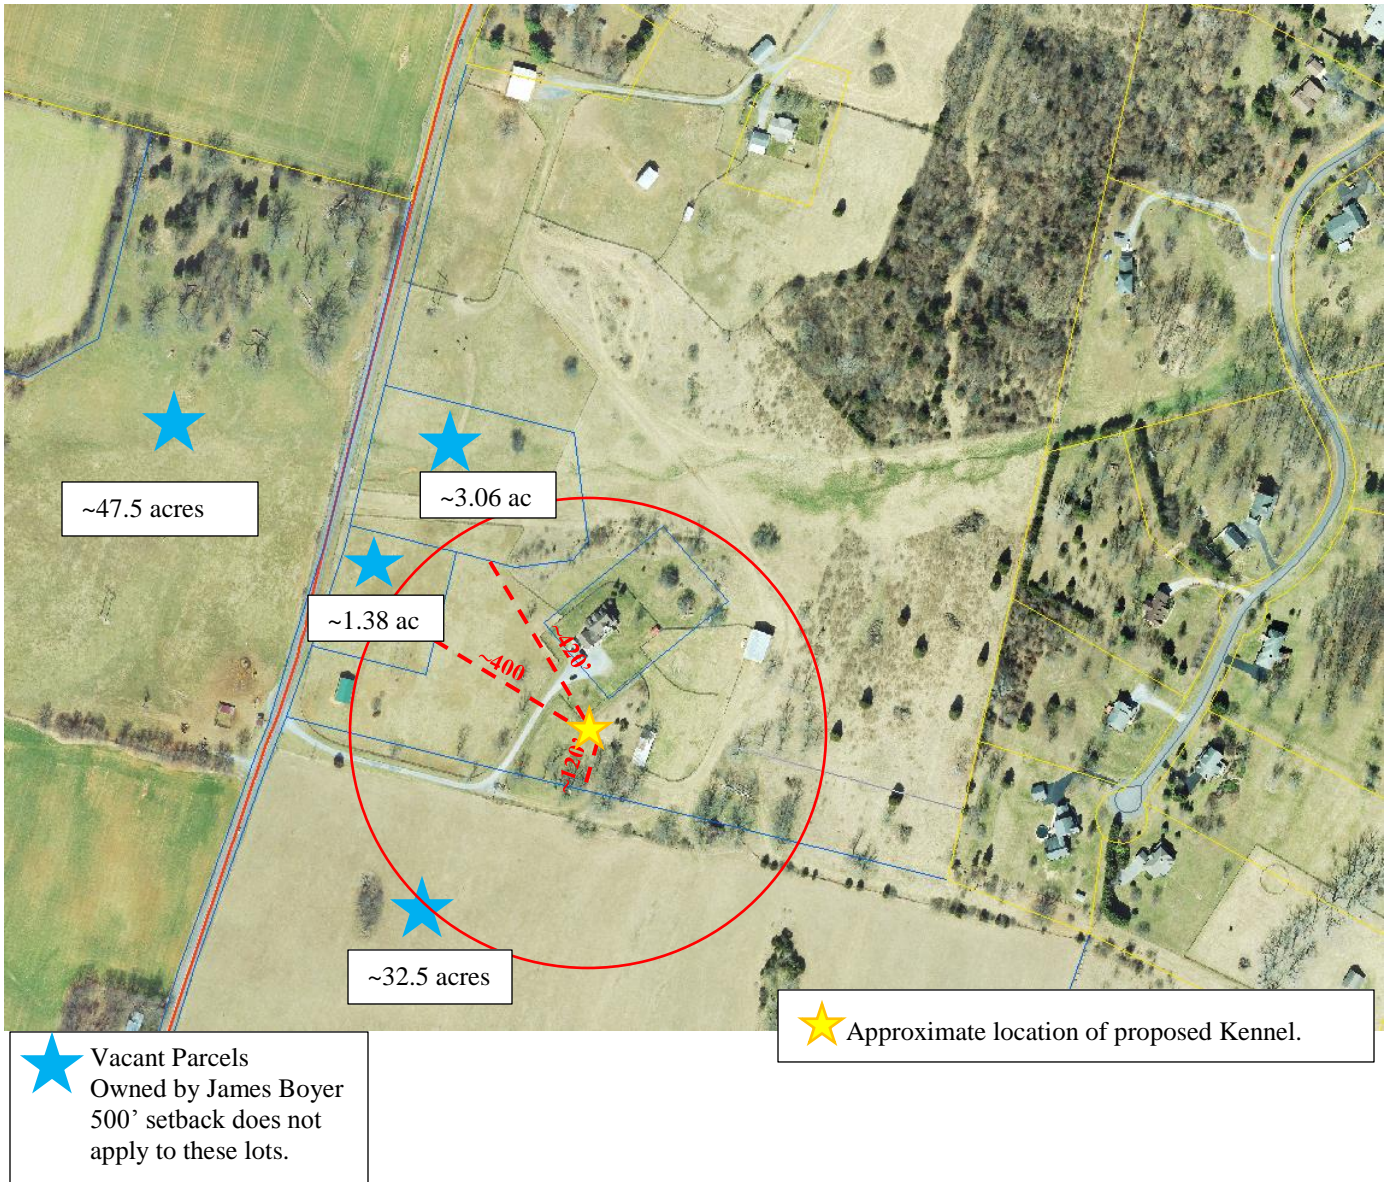 ~47.5 acres
~3.06 ac
~1.38 ac
~420’
~400
~120’
~32.5 acres
Approximate location of proposed Kennel.
Vacant Parcels
Owned by James Boyer
500’ setback does not
apply to these lots.